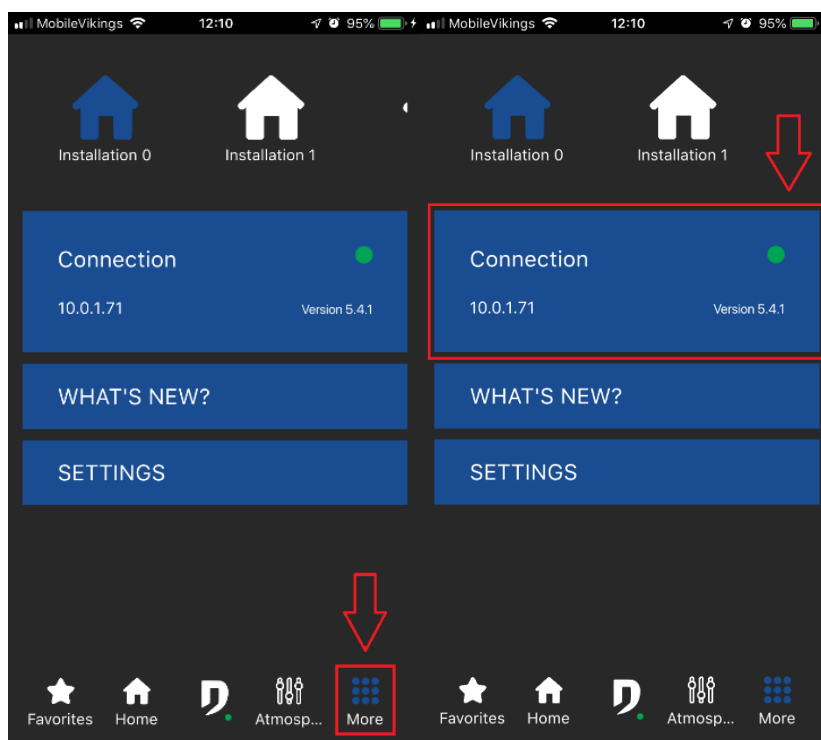 MobileVikings 12:10 95%
Installation 0 Installation 1
Connection
10.0.1.71 Version 5.4.1
WHAT'S NEW?
SETTINGS
Favorites Home Atmosp... More
MobileVikings 12:10 95%
Installation 0 Installation 1
Connection
10.0.1.71 Version 5.4.1
WHAT'S NEW?
SETTINGS
Favorites Home Atmosp... More